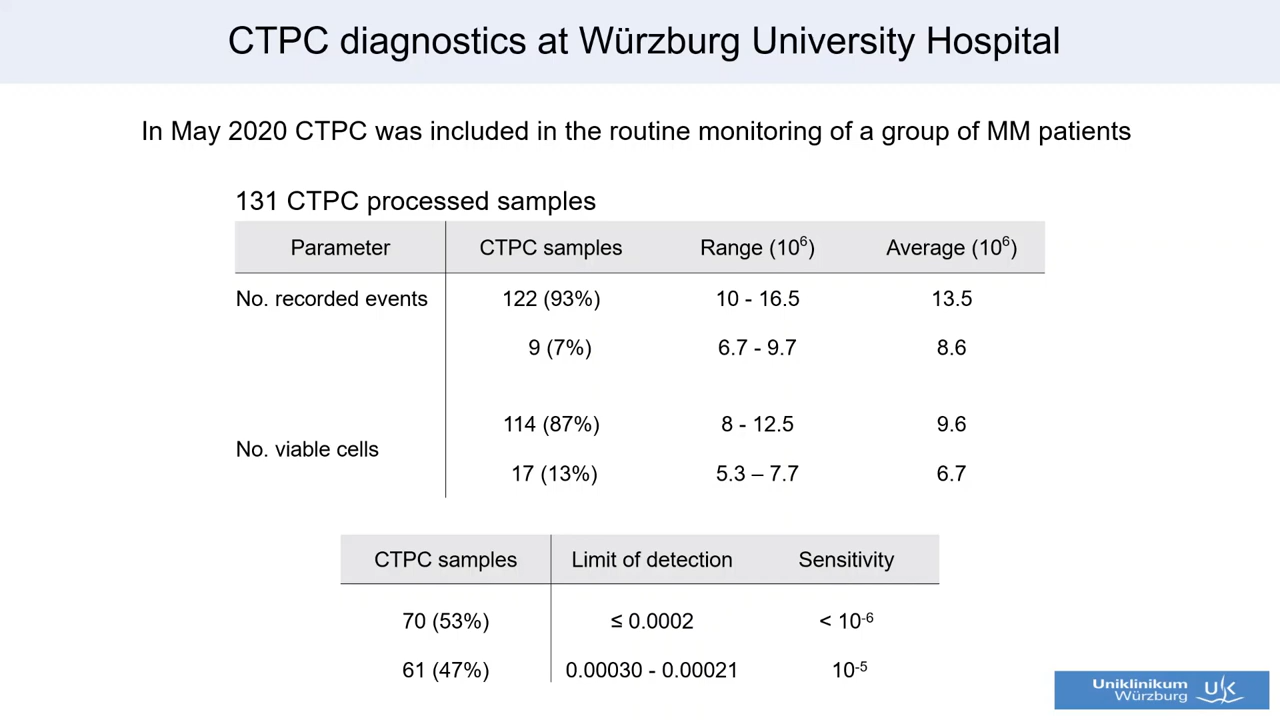 CTPC diagnostics at Würzburg University Hospital
In May 2020 CTPC was included in the routine monitoring of a group of MM patients
131 CTPC processed samples
Parameter CTPC samples Range (10⁶) Average (10⁶)
No. recorded events 122 (93%) 10 - 16.5 13.5
9 (7%) 6.7 - 9.7 8.6
114 (87%) 8 - 12.5 9.6
No. viable cells
17 (13%) 5.3 – 7.7 6.7
CTPC samples Limit of detection Sensitivity
70 (53%) ≤ 0.0002 < 10⁻⁶
61 (47%) 0.00030 - 0.00021 10⁻⁵
Uniklinikum
Würzburg UK